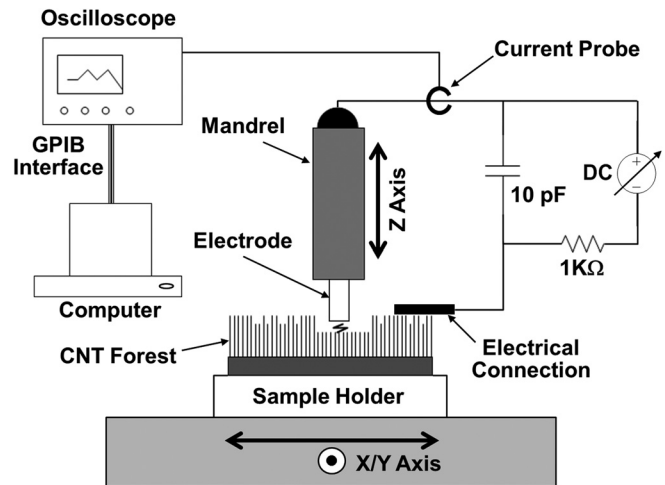 Oscilloscope
Current Probe
GPIB
Interface
Mandrel
Z Axis
10 pF
DC
+
−
Electrode
1KΩ
Computer
CNT Forest
Electrical
Connection
Sample Holder
X/Y Axis